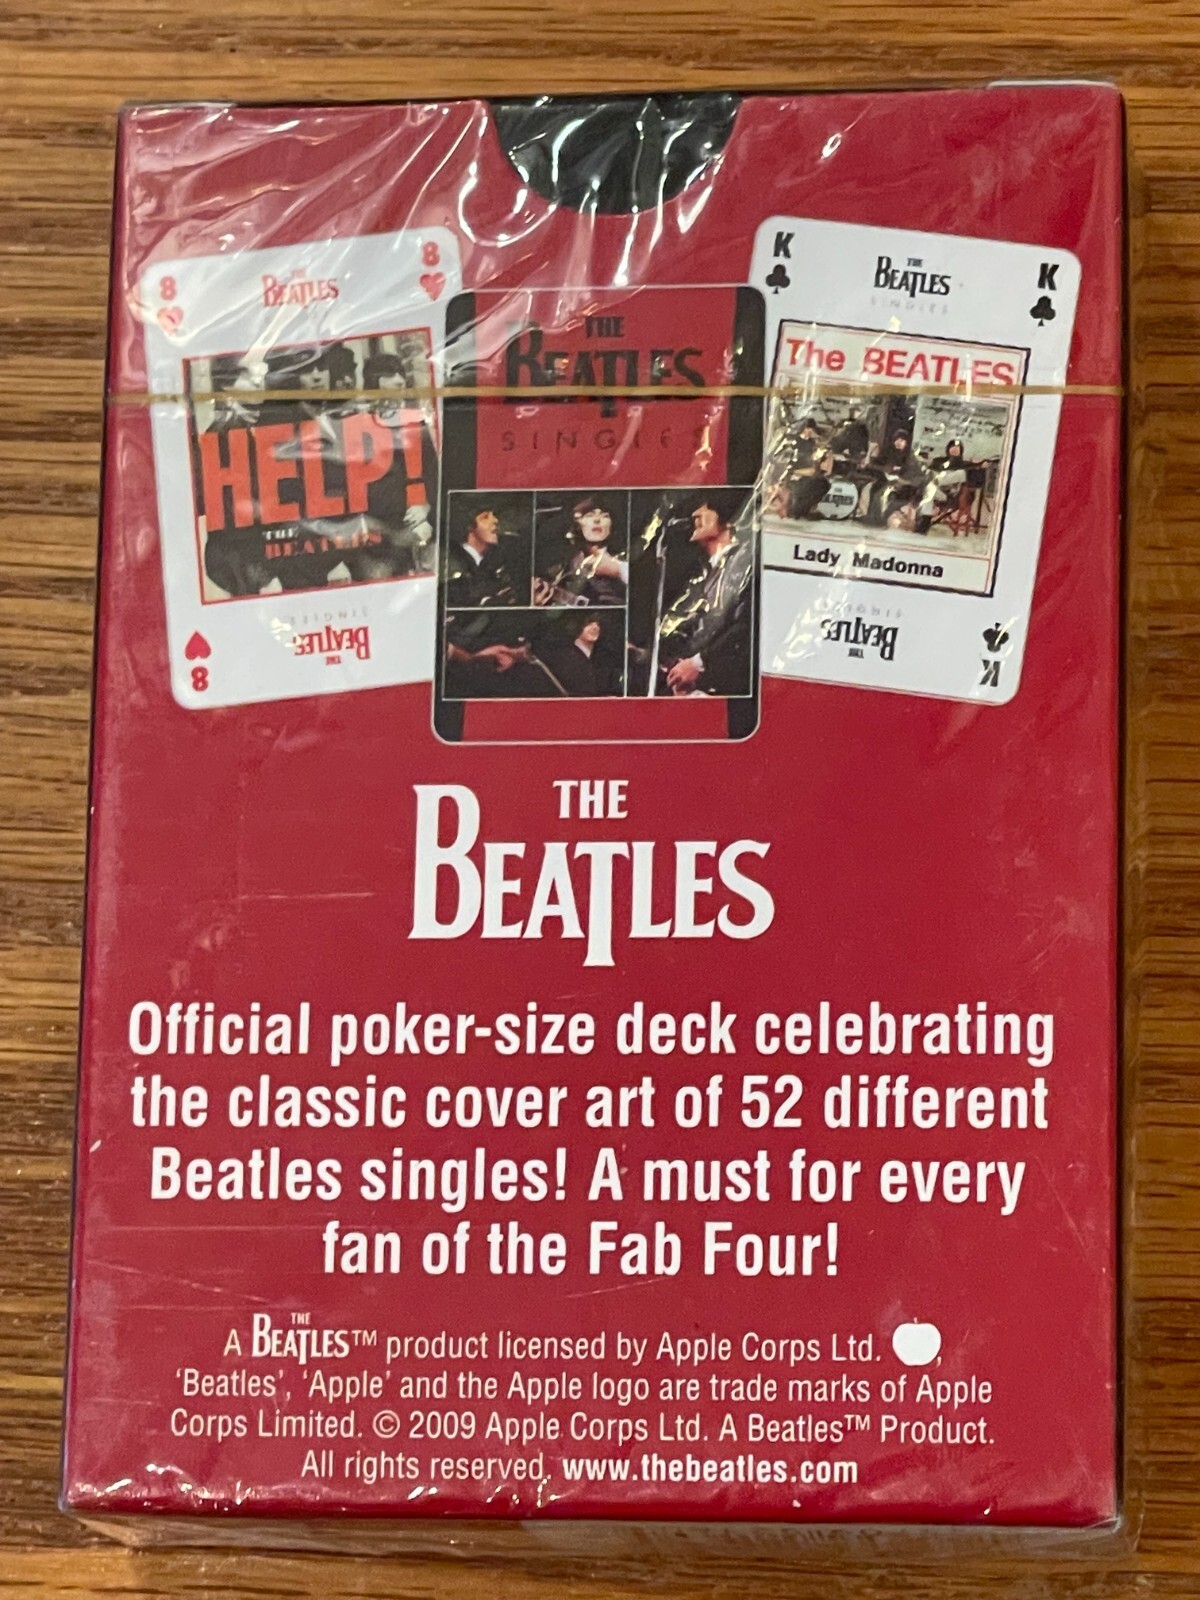 8
8
THE
BEATLES
HELP!
THE
BEATLES
SINGLES
THE
BEATLES
8
THE
BEATLES
SINGLES
K
K
THE
BEATLES
SINGLES
The BEATLES
Lady Madonna
SINGLES
THE
BEATLES
K
THE
BEATLES
Official poker-size deck celebrating
the classic cover art of 52 different
Beatles singles! A must for every
fan of the Fab Four!
A THE BEATLES™ product licensed by Apple Corps Ltd. ,
'Beatles', 'Apple' and the Apple logo are trade marks of Apple
Corps Limited. © 2009 Apple Corps Ltd. A Beatles™ Product.
All rights reserved. www.thebeatles.com